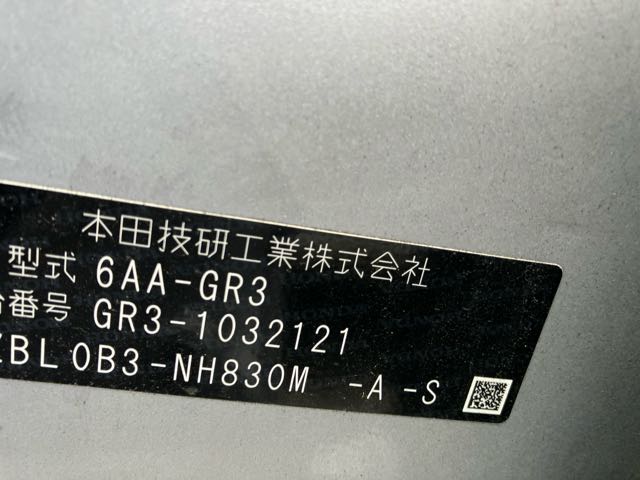 本田技研工業株式会社
型式 6AA-GR3
台番号 GR3-1032121
ZBL 0B3-NH830M -A -S